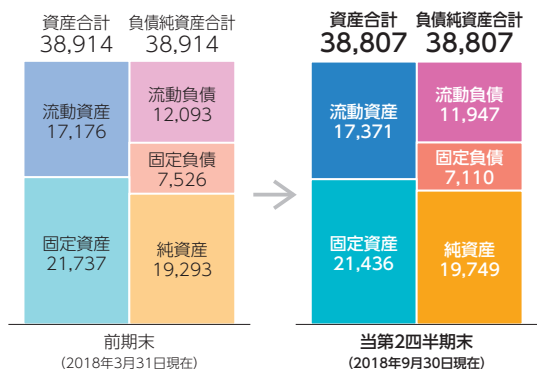 資産合計 負債純資産合計
38,914 38,914
流動資産
17,176
流動負債
12,093
固定負債
7,526
固定資産
21,737
純資産
19,293
前期末
(2018年3月31日現在)
資産合計 負債純資産合計
38,807 38,807
流動資産
17,371
流動負債
11,947
固定負債
7,110
固定資産
21,436
純資産
19,749
当第2四半期末
(2018年9月30日現在)